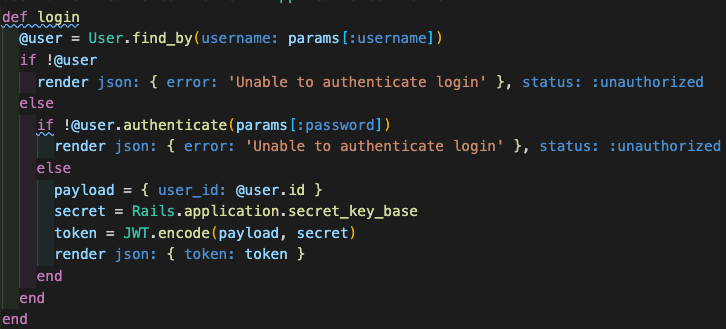 def login
  @user = User.find_by(username: params[:username])
  if !@user
    render json: { error: 'Unable to authenticate login' }, status: :unauthorized
  else
    if !@user.authenticate(params[:password])
      render json: { error: 'Unable to authenticate login' }, status: :unauthorized
    else
      payload = { user_id: @user.id }
      secret = Rails.application.secret_key_base
      token = JWT.encode(payload, secret)
      render json: { token: token }
    end
  end
end